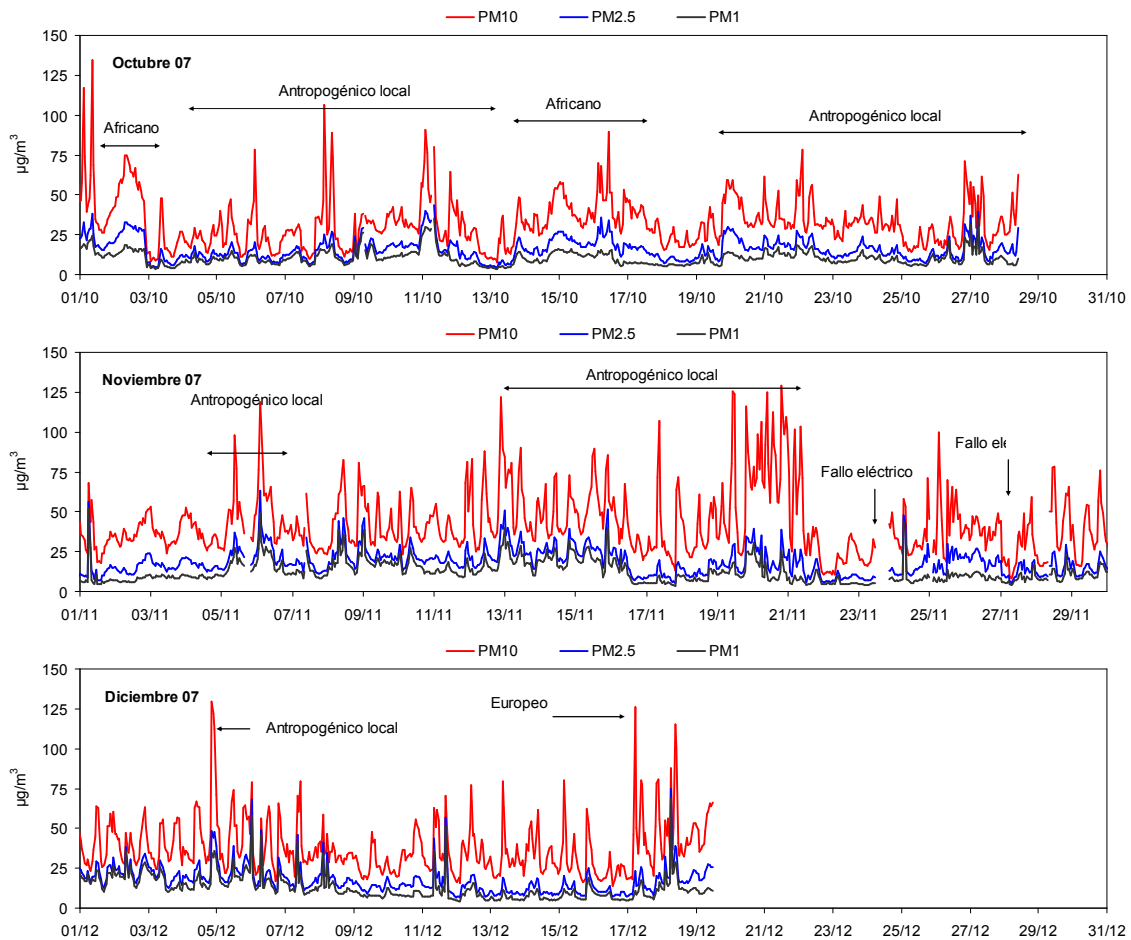 PM10 PM2.5 PM1
150
125
100
75
50
25
0
µg/m³
Octubre 07
Africano
Antropogénico local
Africano
Antropogénico local
01/10 03/10 05/10 07/10 09/10 11/10 13/10 15/10 17/10 19/10 21/10 23/10 25/10 27/10 29/10 31/10
PM10 PM2.5 PM1
150
125
100
75
50
25
0
µg/m³
Noviembre 07
Antropogénico local
Antropogénico local
Fallo eléctrico
Fallo elé
01/11 03/11 05/11 07/11 09/11 11/11 13/11 15/11 17/11 19/11 21/11 23/11 25/11 27/11 29/11
PM10 PM2.5 PM1
150
125
100
75
50
25
0
µg/m³
Diciembre 07
Antropogénico local
Europeo
01/12 03/12 05/12 07/12 09/12 11/12 13/12 15/12 17/12 19/12 21/12 23/12 25/12 27/12 29/12 31/12